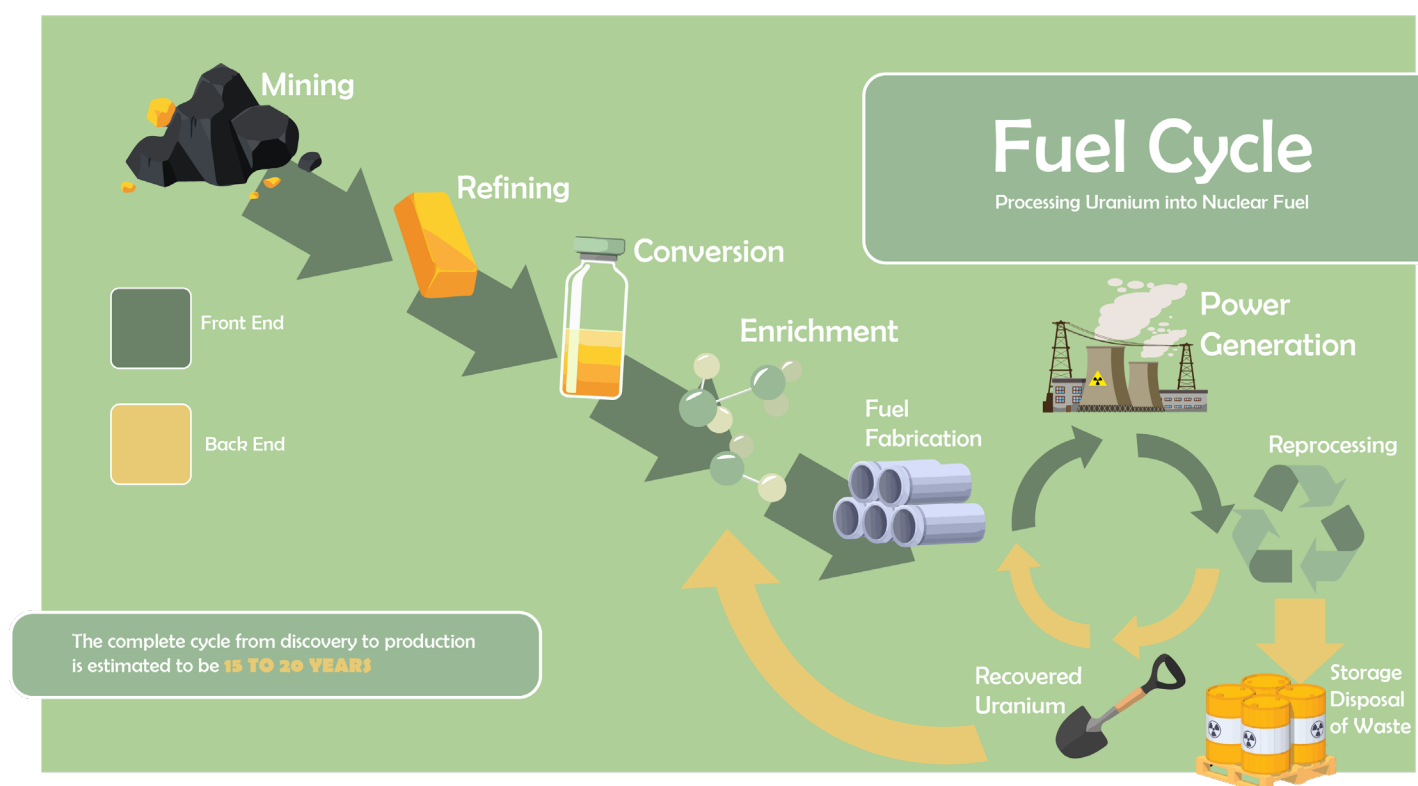 Mining
Fuel Cycle
Processing Uranium into Nuclear Fuel
Refining
Conversion
Enrichment
Power
Generation
Front End
Fuel
Fabrication
Back End
Reprocessing
The complete cycle from discovery to production
is estimated to be 15 TO 20 YEARS
Recovered
Uranium
Storage
Disposal
of Waste